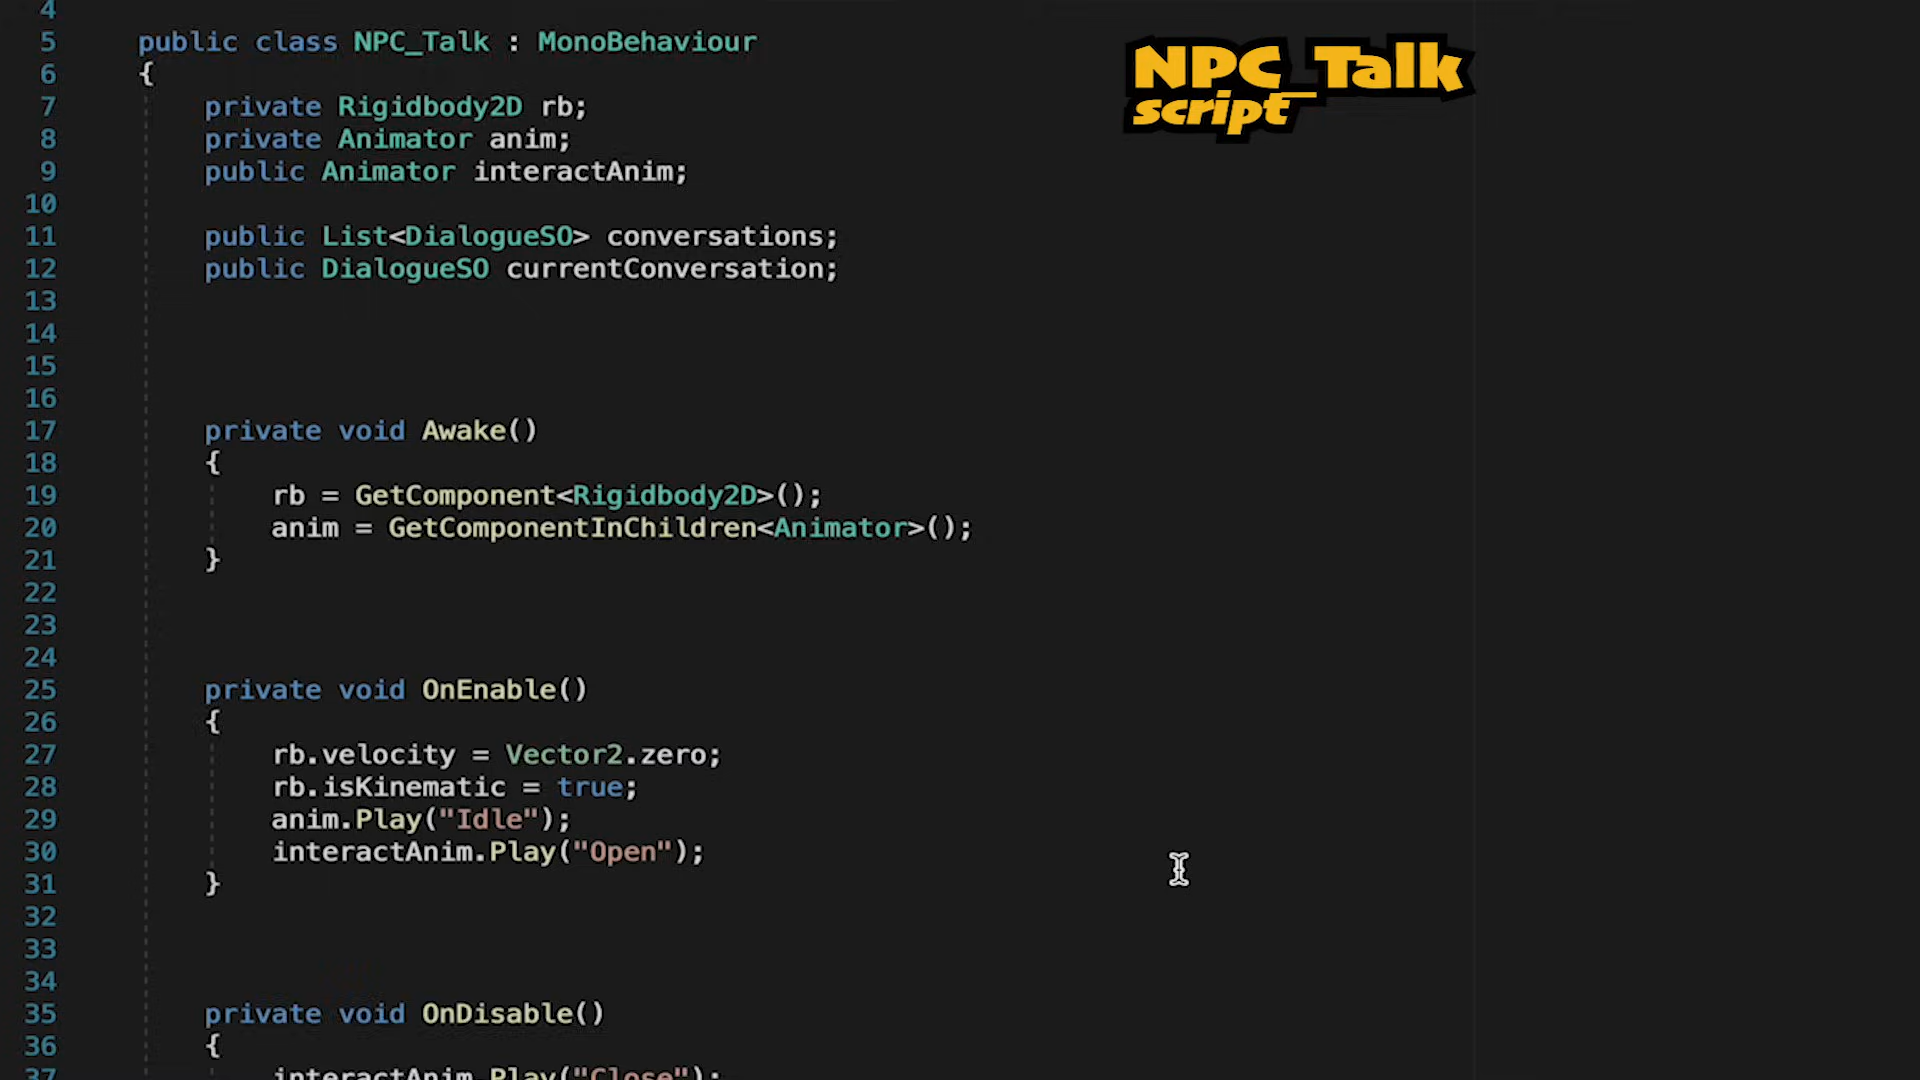 4
5 public class NPC_Talk : MonoBehaviour
6 {
7 private Rigidbody2D rb;
8 private Animator anim;
9 public Animator interactAnim;
10
11 public List<DialogueSO> conversations;
12 public DialogueSO currentConversation;
13
14
15
16
17 private void Awake()
18 {
19 rb = GetComponent<Rigidbody2D>();
20 anim = GetComponentInChildren<Animator>();
21 }
22
23
24
25 private void OnEnable()
26 {
27 rb.velocity = Vector2.zero;
28 rb.isKinematic = true;
29 anim.Play("Idle");
30 interactAnim.Play("Open");
31 }
32
33
34
35 private void OnDisable()
36 {
37 interactAnim.Play("Close");
NPC_Talk
script